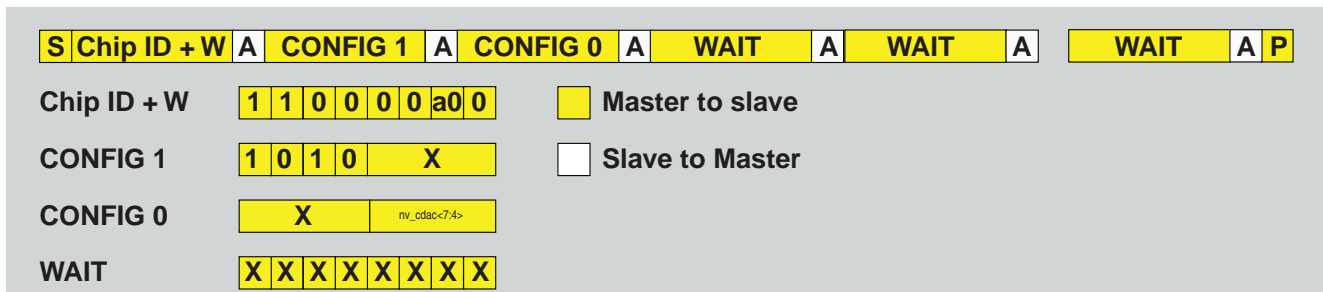 S Chip ID + W A CONFIG 1 A CONFIG 0 A WAIT A WAIT A WAIT A P
Chip ID + W 1 1 0 0 0 0 a0 0 Master to slave
CONFIG 1 1 0 1 0 X Slave to Master
CONFIG 0 X nv_cdac<7:4>
WAIT X X X X X X X X